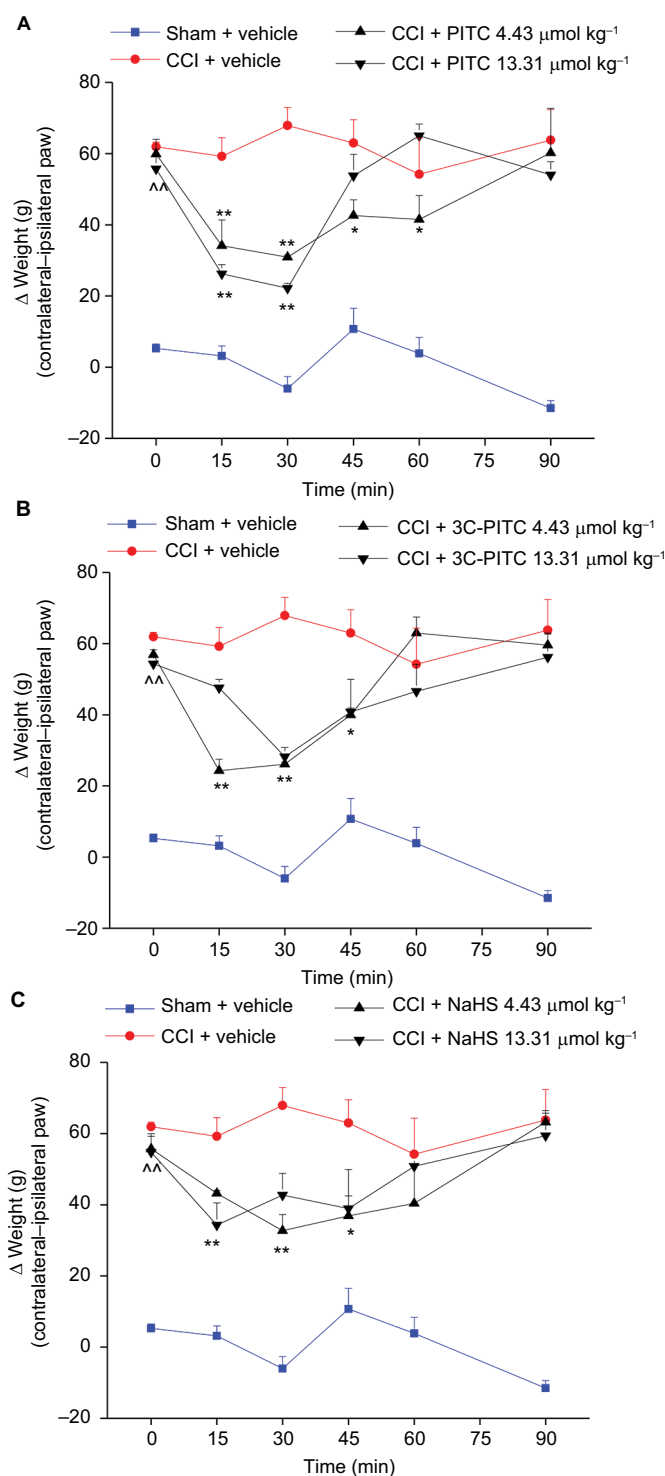 A
Sham + vehicle
CCI + vehicle
CCI + PITC 4.43 μmol kg⁻¹
CCI + PITC 13.31 μmol kg⁻¹
Δ Weight (g)
(contralateral–ipsilateral paw)
80
60
40
20
0
–20
^^
**
**
**
**
*
*
0 15 30 45 60 75 90
Time (min)
B
Sham + vehicle
CCI + vehicle
CCI + 3C-PITC 4.43 μmol kg⁻¹
CCI + 3C-PITC 13.31 μmol kg⁻¹
Δ Weight (g)
(contralateral–ipsilateral paw)
80
60
40
20
0
–20
^^
**
**
*
0 15 30 45 60 75 90
Time (min)
C
Sham + vehicle
CCI + vehicle
CCI + NaHS 4.43 μmol kg⁻¹
CCI + NaHS 13.31 μmol kg⁻¹
Δ Weight (g)
(contralateral–ipsilateral paw)
80
60
40
20
0
–20
^^
**
**
*
0 15 30 45 60 75 90
Time (min)